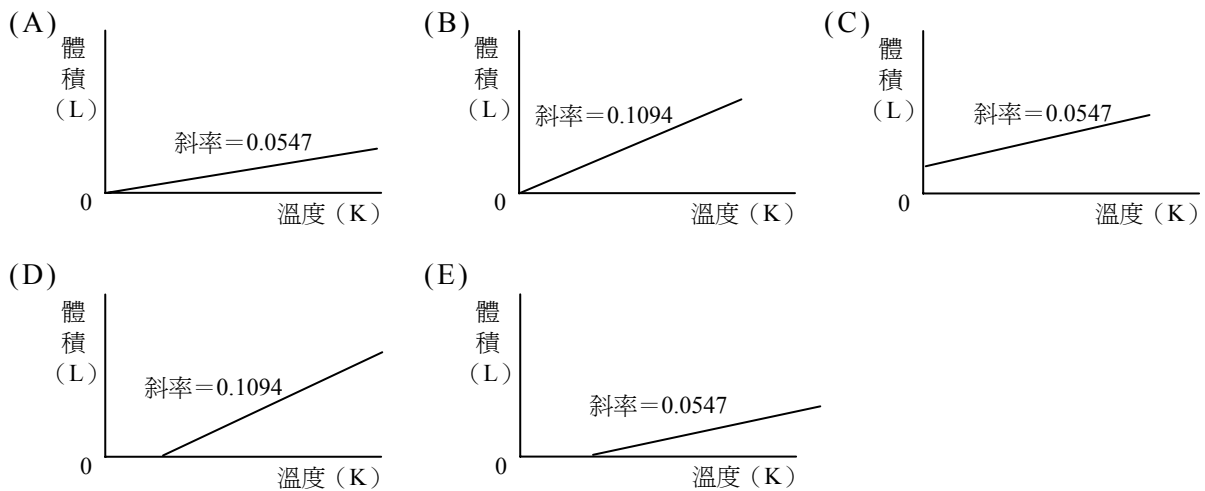 (A)
體
積
(L)
斜率=0.0547
0
溫度(K)
(B)
體
積
(L)
斜率=0.1094
0
溫度(K)
(C)
體
積
(L)
斜率=0.0547
0
溫度(K)
(D)
體
積
(L)
斜率=0.1094
0
溫度(K)
(E)
體
積
(L)
斜率=0.0547
0
溫度(K)